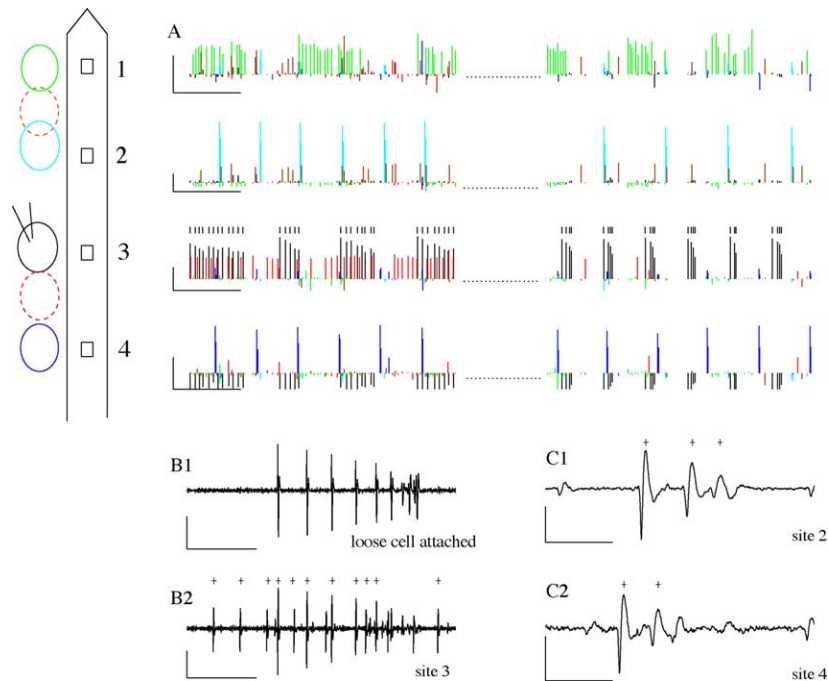 A
1
2
3
4
B1
loose cell attached
C1
site 2
+ + +
B2
+ + + + + + + + + + +
site 3
C2
+ +
site 4